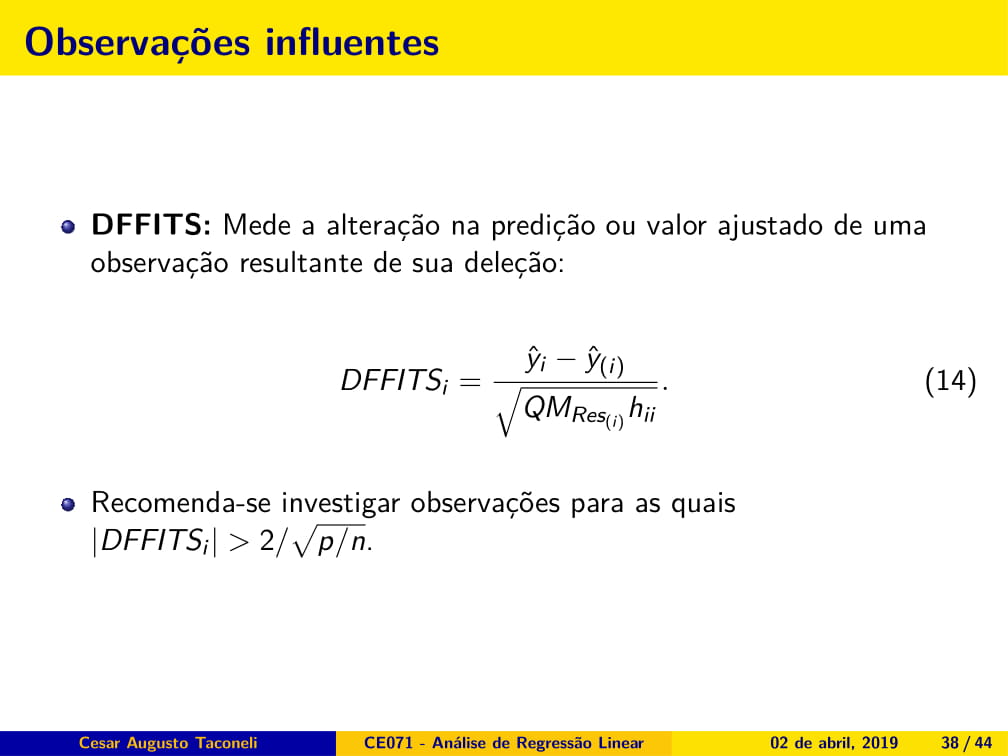 Observações influentes
DFFITS: Mede a alteração na predição ou valor ajustado de uma
observação resultante de sua deleção:
DFFITS_i = \frac{\hat{y}_i − \hat{y}_{(i)}}{\sqrt{QM_{Res_{(i)}} h_{ii}}}. (14)
Recomenda-se investigar observações para as quais
|DFFITS_i| > 2/\sqrt{p/n}.
Cesar Augusto Taconeli CE071 - Análise de Regressão Linear 02 de abril, 2019 38 / 44